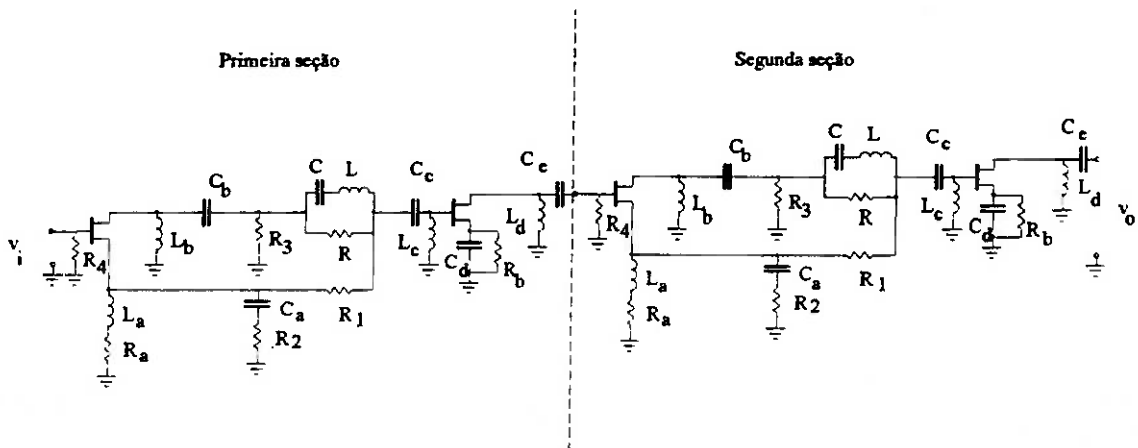 Primeira seção
Segunda seção
C L
C_b
C_c
C_e
v_i
R_4
L_b
R_3
R
L_c
C_d
R_b
L_d
L_a
C_a
R_1
R_a
R_2
C L
C_b
C_c
C_e
R_4
L_b
R_3
R
L_c
C_d
R_b
L_d
v_o
L_a
C_a
R_1
R_a
R_2